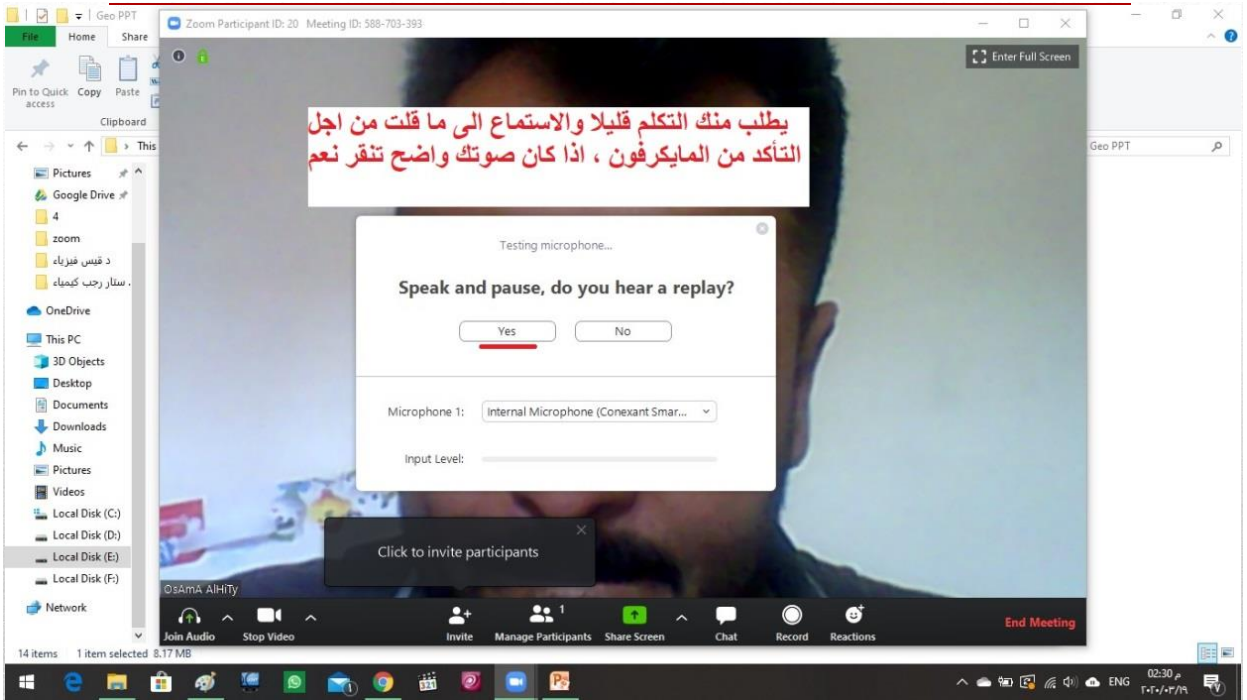 Geo PPT
Zoom Participant ID: 20 Meeting ID: 588-703-393
File Home Share
Enter Full Screen
Pin to Quick access
Copy
Paste
Clipboard
يطلب منك التكلم قليلا والاستماع الى ما قلت من اجل
التأكد من المايكرفون ، اذا كان صوتك واضح تنقر نعم
This
Geo PPT
Pictures
Google Drive
4
zoom
د قيس فيزياء
ستار رجب كيمياء
OneDrive
This PC
3D Objects
Desktop
Documents
Downloads
Music
Pictures
Videos
Local Disk (C:)
Local Disk (D:)
Local Disk (E:)
Local Disk (F:)
Network
Testing microphone...
Speak and pause, do you hear a replay?
Yes No
Microphone 1: Internal Microphone (Conexant Smar...
Input Level:
Click to invite participants
OsAmA AlHiTy
1
Join Audio Stop Video Invite Manage Participants Share Screen Chat Record Reactions
End Meeting
14 items 1 item selected 8.17 MB
321
ENG
02:30 م
٢٠٢٠/٠٣/٢٩